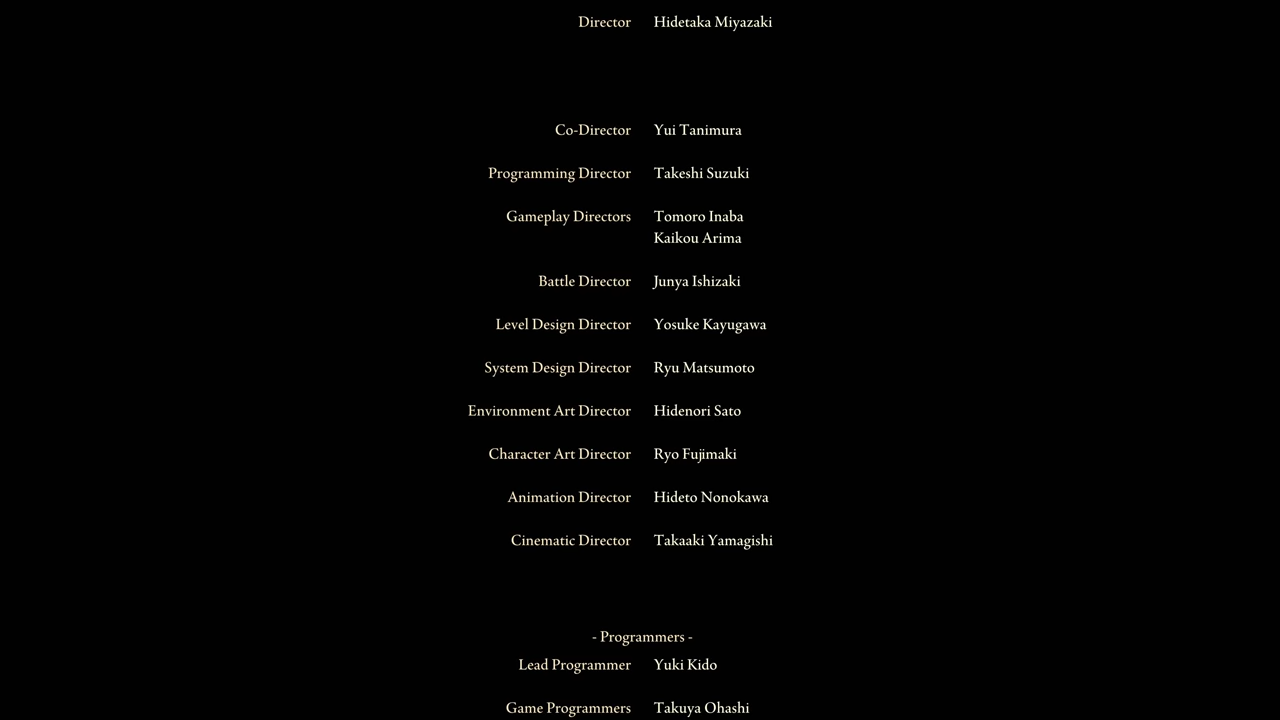 Director Hidetaka Miyazaki
Co-Director Yui Tanimura
Programming Director Takeshi Suzuki
Gameplay Directors Tomoro Inaba
Kaikou Arima
Battle Director Junya Ishizaki
Level Design Director Yosuke Kayugawa
System Design Director Ryu Matsumoto
Environment Art Director Hidenori Sato
Character Art Director Ryo Fujimaki
Animation Director Hideto Nonokawa
Cinematic Director Takaaki Yamagishi
- Programmers -
Lead Programmer Yuki Kido
Game Programmers Takuya Ohashi